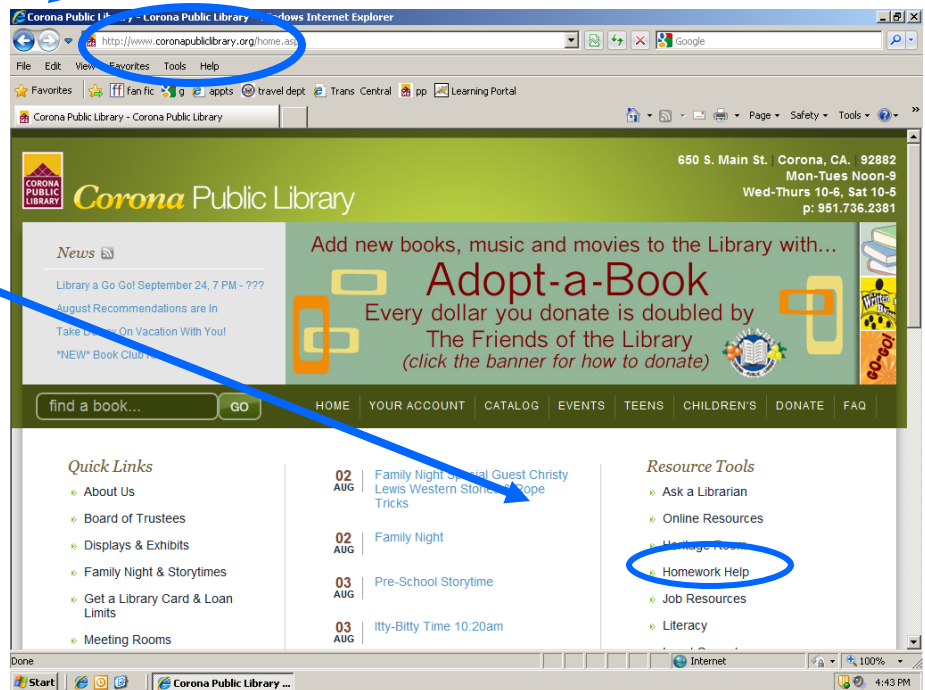 Corona Public Library - Corona Public Library - Windows Internet Explorer
http://www.coronapubliclibrary.org/home.asp
Google
File Edit View Favorites Tools Help
Favorites fan fic g appts travel dept Trans Central pp Learning Portal
Corona Public Library - Corona Public Library
Page Safety Tools
CORONA
PUBLIC
LIBRARY
Corona Public Library
650 S. Main St. | Corona, CA. | 92882
Mon-Tues Noon-9
Wed-Thurs 10-6, Sat 10-5
p: 951.736.2381
News
Library a Go Go! September 24, 7 PM - ???
August Recommendations are In
Take On Vacation With You!
*NEW* Book Club
Add new books, music and movies to the Library with...
Adopt-a-Book
Every dollar you donate is doubled by
The Friends of the Library
(click the banner for how to donate)
GO-GO!
find a book... GO
HOME YOUR ACCOUNT CATALOG EVENTS TEENS CHILDREN'S DONATE FAQ
Quick Links
» About Us
» Board of Trustees
» Displays & Exhibits
» Family Night & Storytimes
» Get a Library Card & Loan
Limits
» Meeting Rooms
02
AUG
Family Night Special Guest Christy
Lewis Western Stories & Rope
Tricks
02
AUG
Family Night
03
AUG
Pre-School Storytime
03
AUG
Itty-Bitty Time 10:20am
Resource Tools
» Ask a Librarian
» Online Resources
» Heritage Room
» Homework Help
» Job Resources
» Literacy
Done
Internet
100%
Start
Corona Public Library ...
4:43 PM